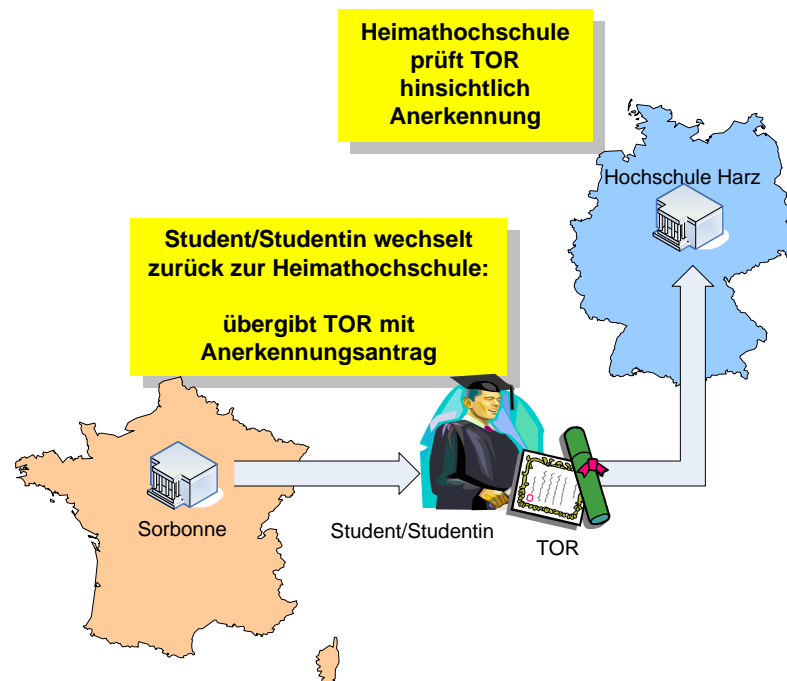 Heimathochschule
prüft TOR
hinsichtlich
Anerkennung
Hochschule Harz
Student/Studentin wechselt
zurück zur Heimathochschule:
übergibt TOR mit
Anerkennungsantrag
Sorbonne
Student/Studentin
TOR